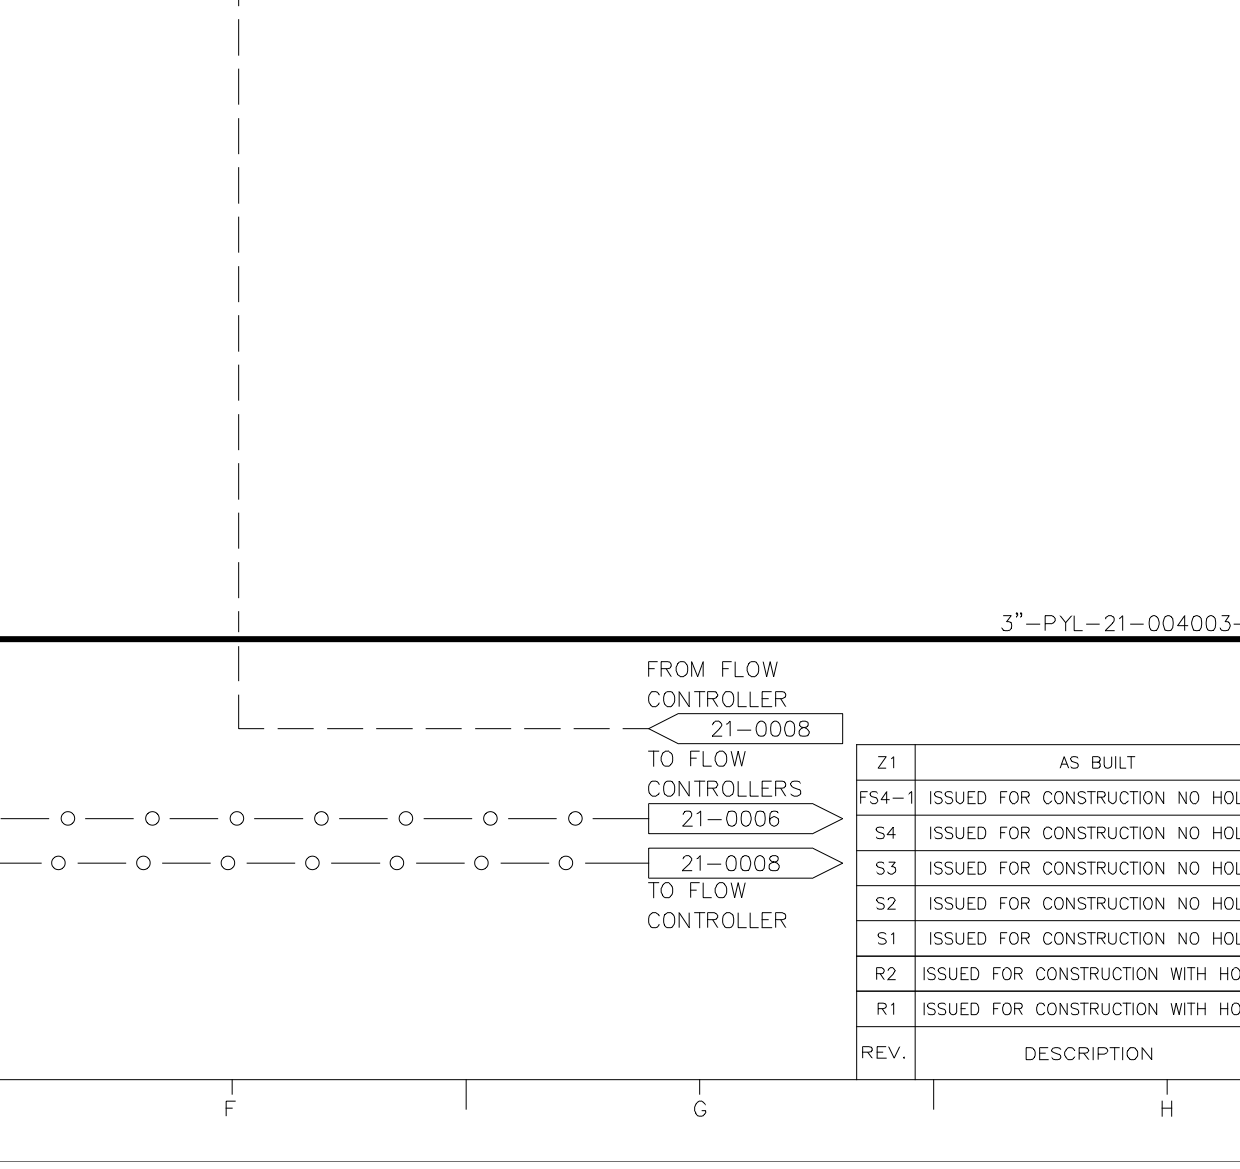 3”-PYL-21-004003-
FROM FLOW
CONTROLLER
21-0008
TO FLOW
CONTROLLERS
21-0006
21-0008
TO FLOW
CONTROLLER
Z1 AS BUILT
FS4-1 ISSUED FOR CONSTRUCTION NO HOL
S4 ISSUED FOR CONSTRUCTION NO HOL
S3 ISSUED FOR CONSTRUCTION NO HOL
S2 ISSUED FOR CONSTRUCTION NO HOL
S1 ISSUED FOR CONSTRUCTION NO HOL
R2 ISSUED FOR CONSTRUCTION WITH HO
R1 ISSUED FOR CONSTRUCTION WITH HO
REV. DESCRIPTION
F G H